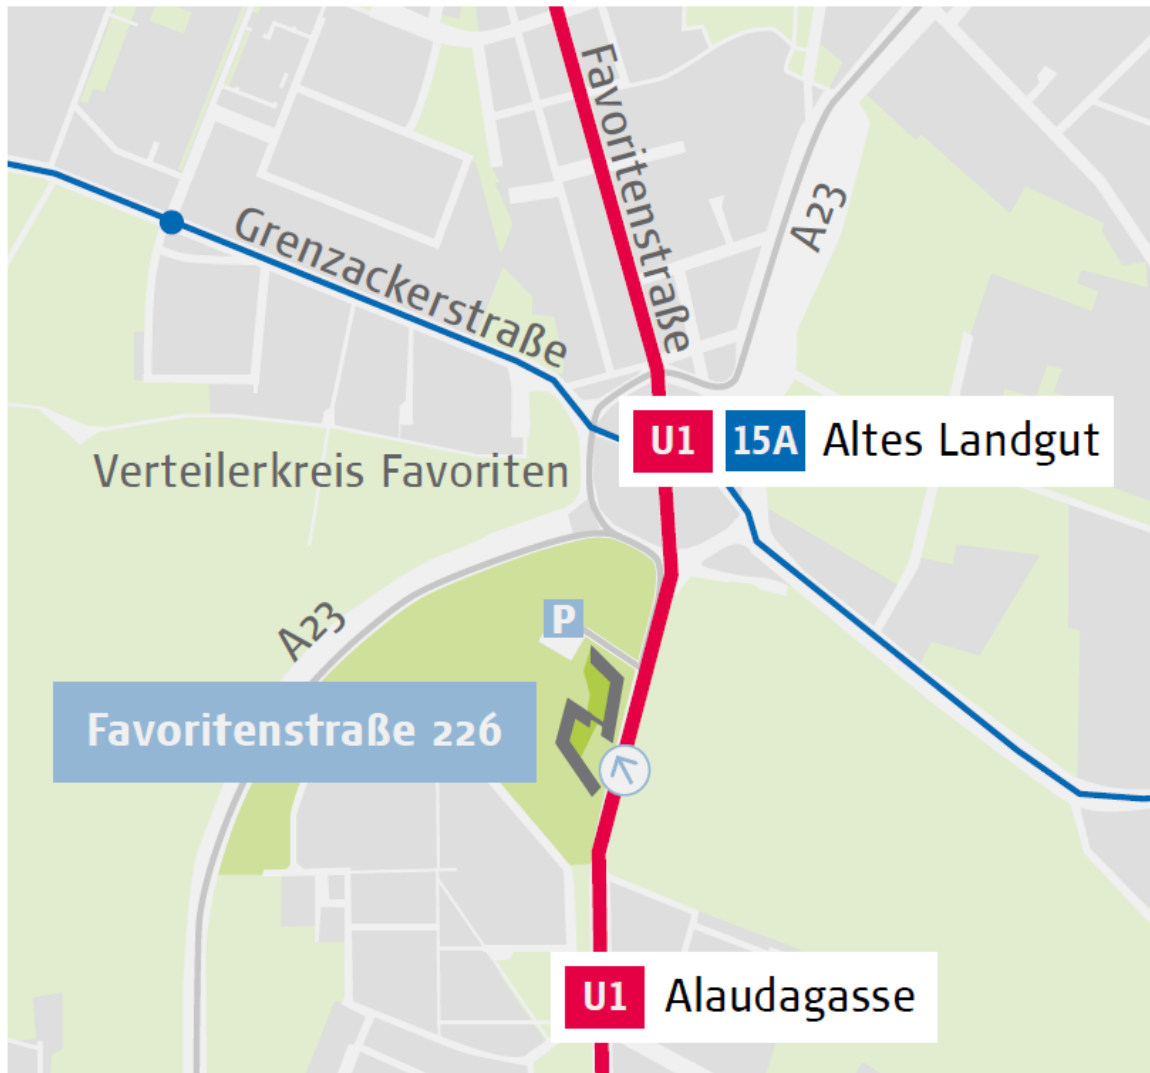 Favoritenstraße
A23
Grenzackerstraße
U1 15A Altes Landgut
Verteilerkreis Favoriten
P
A23
Favoritenstraße 226
U1 Alaudagasse